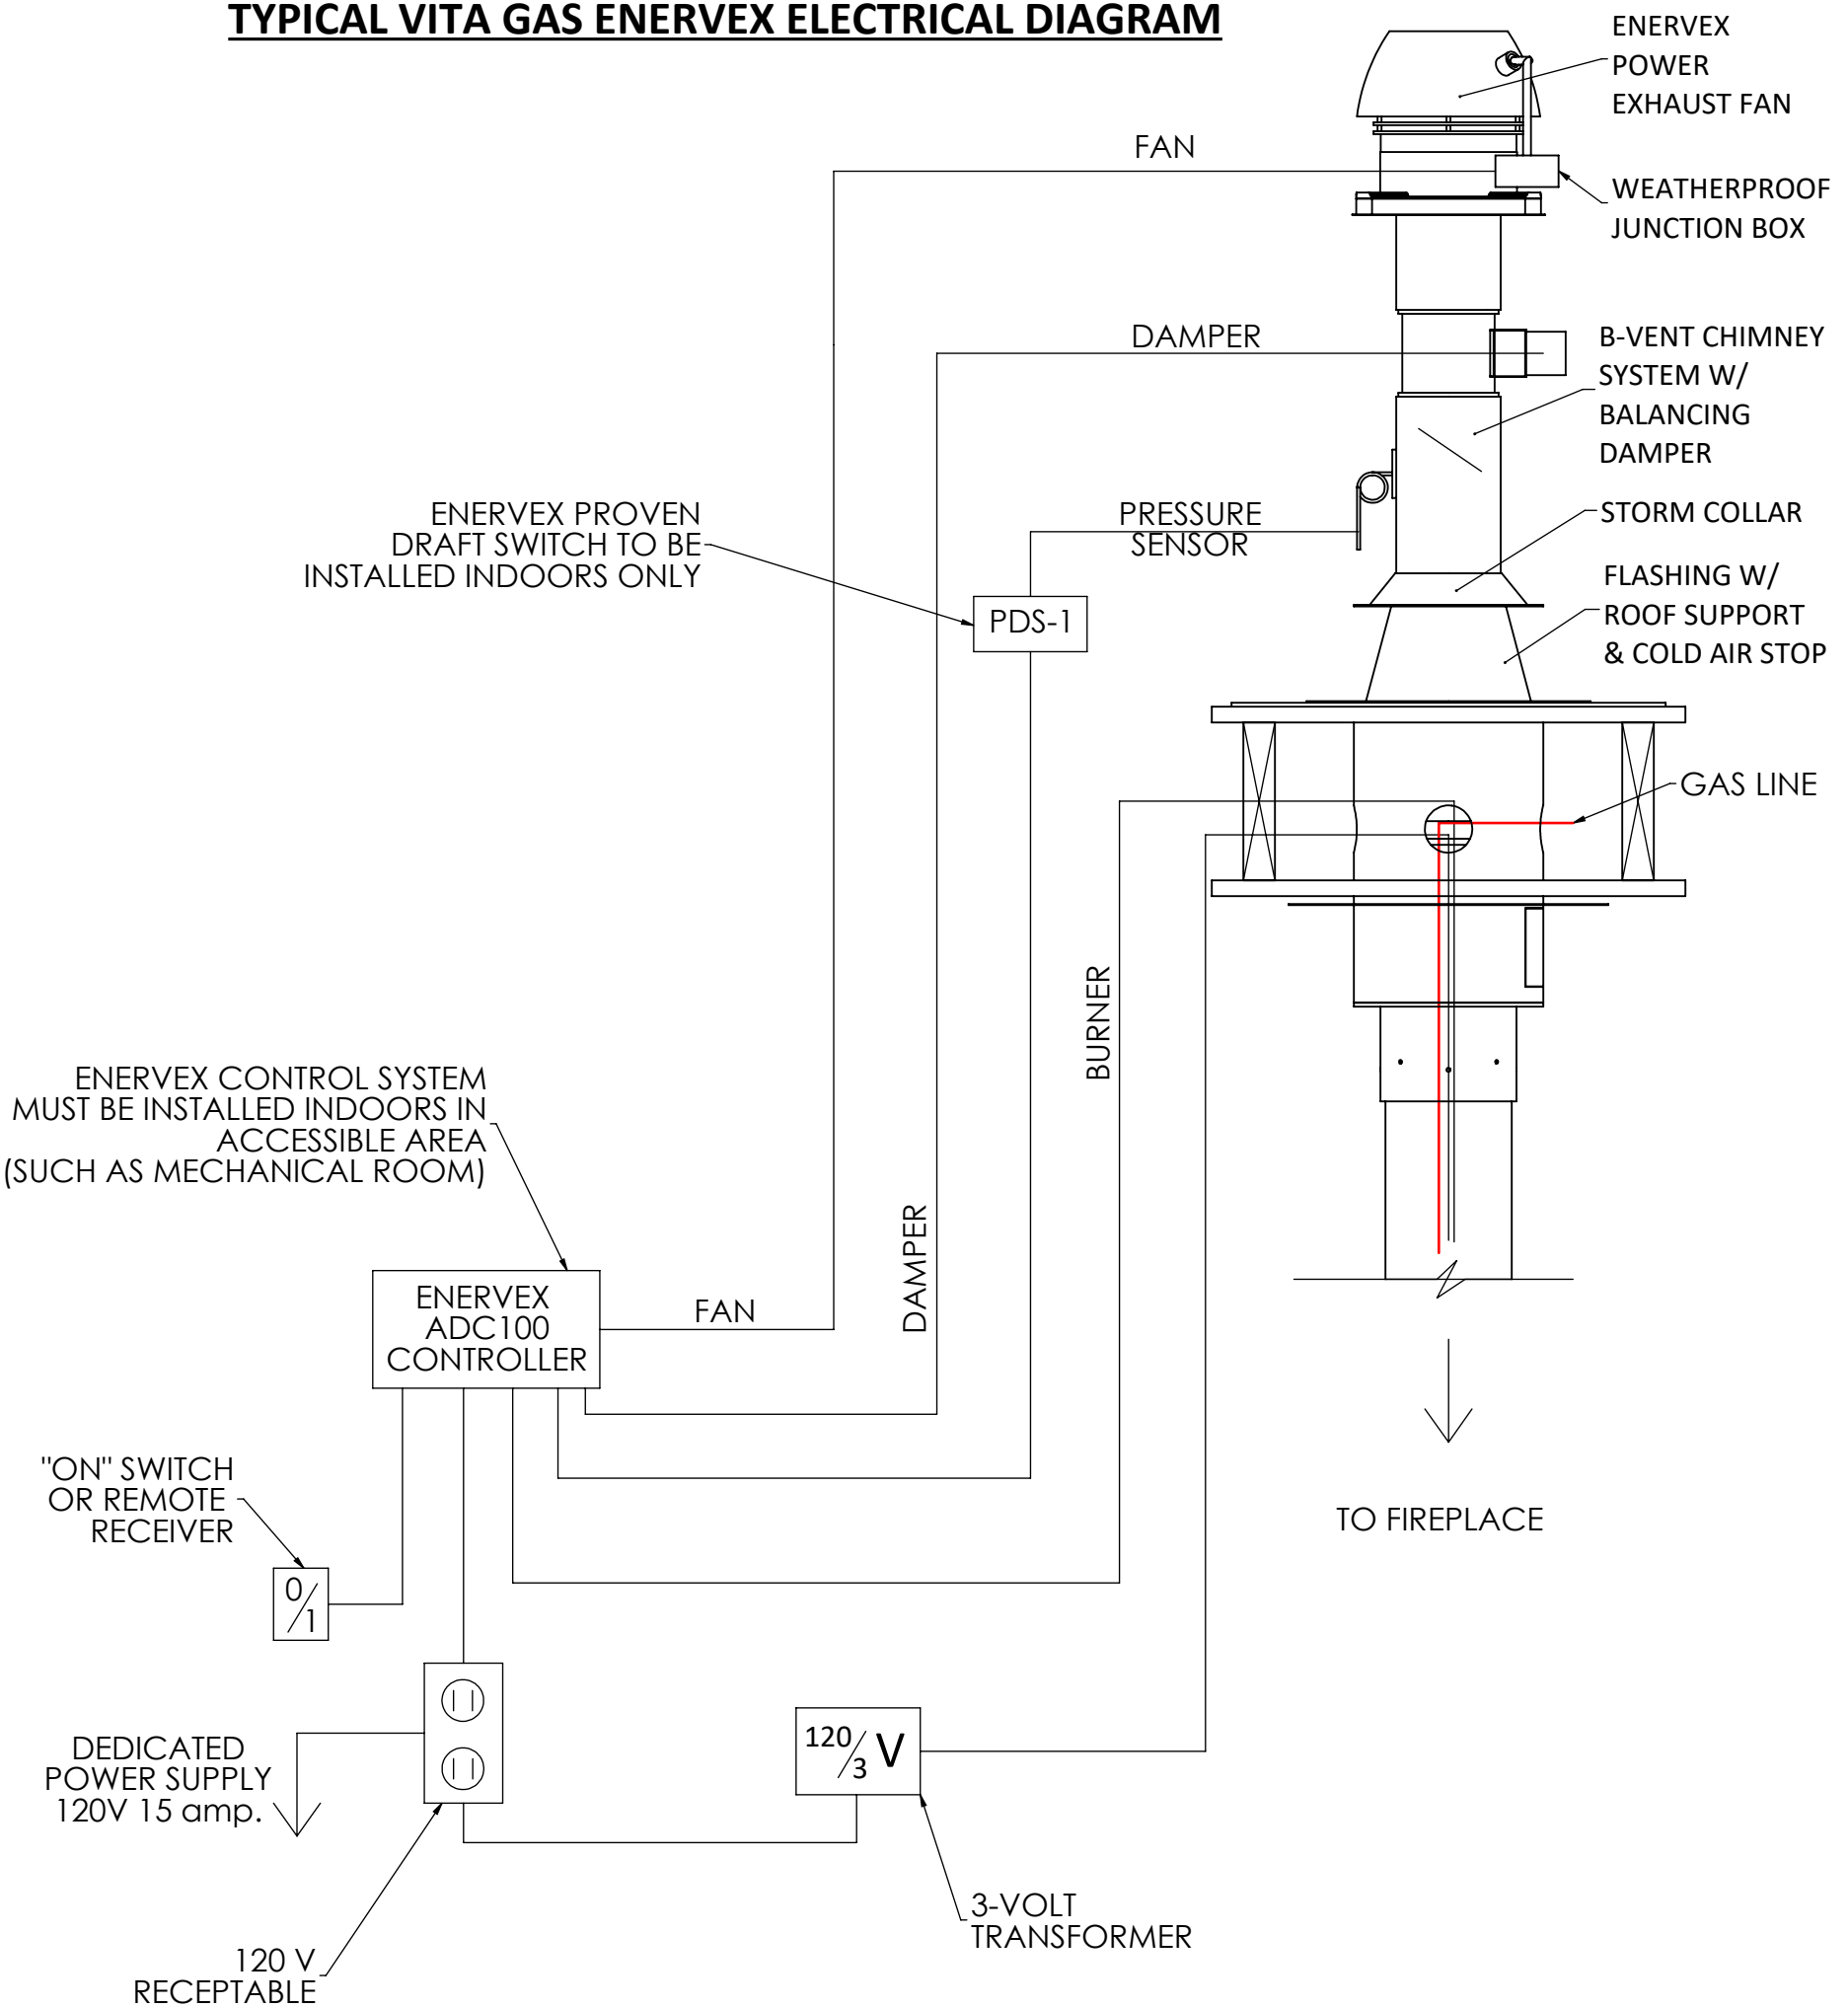 TYPICAL VITA GAS ENERVEX ELECTRICAL DIAGRAM
ENERVEX
POWER
EXHAUST FAN
FAN
WEATHERPROOF
JUNCTION BOX
DAMPER
B-VENT CHIMNEY
SYSTEM W/
BALANCING
DAMPER
ENERVEX PROVEN
DRAFT SWITCH TO BE
INSTALLED INDOORS ONLY
PRESSURE
SENSOR
STORM COLLAR
FLASHING W/
ROOF SUPPORT
& COLD AIR STOP
PDS-1
GAS LINE
BURNER
ENERVEX CONTROL SYSTEM
MUST BE INSTALLED INDOORS IN
ACCESSIBLE AREA
(SUCH AS MECHANICAL ROOM)
DAMPER
ENERVEX
ADC100
CONTROLLER
FAN
"ON" SWITCH
OR REMOTE
RECEIVER
TO FIREPLACE
0/1
DEDICATED
POWER SUPPLY
120V 15 amp.
120/3 V
3-VOLT
TRANSFORMER
120 V
RECEPTABLE